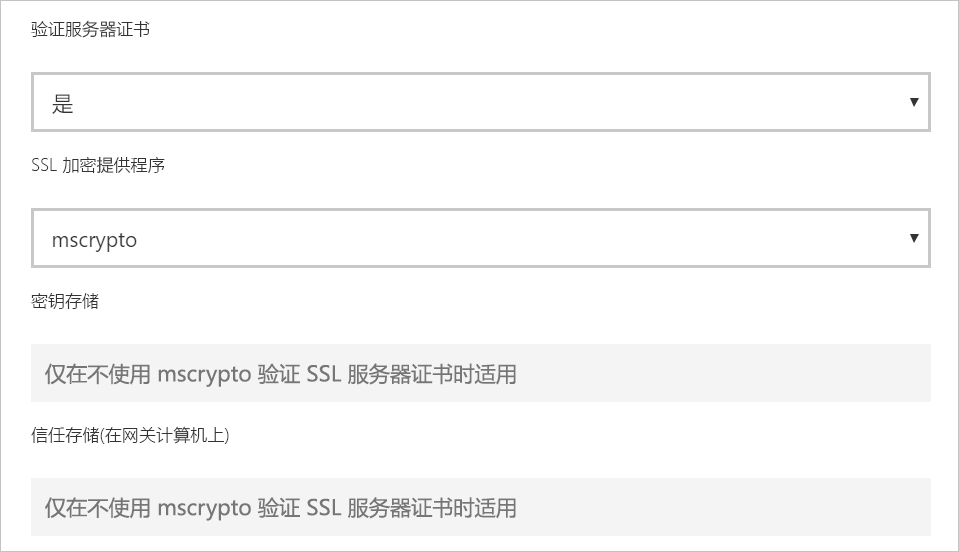 验证服务器证书
是
SSL 加密提供程序
mscrypto
密钥存储
仅在不使用 mscrypto 验证 SSL 服务器证书时适用
信任存储(在网关计算机上)
仅在不使用 mscrypto 验证 SSL 服务器证书时适用